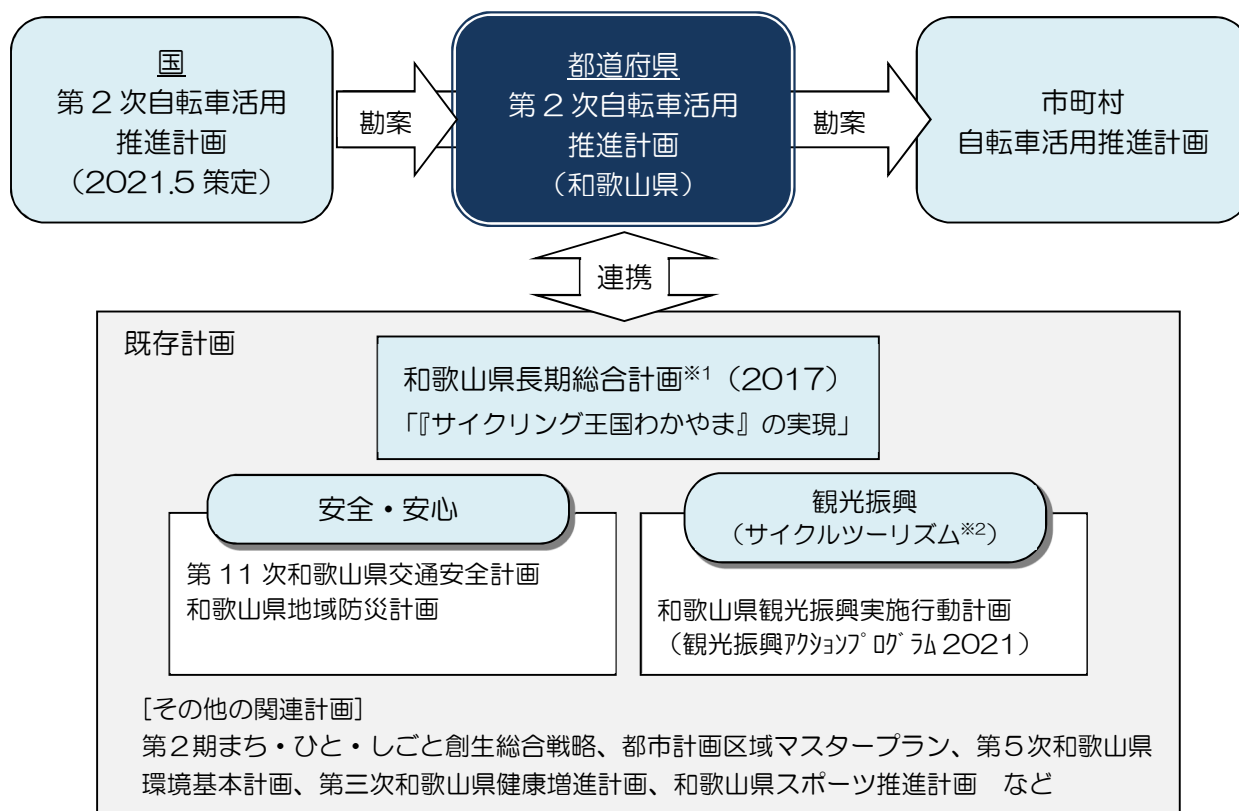 国
第2次自転車活用
推進計画
（2021.5 策定）
勘案
都道府県
第2次自転車活用
推進計画
（和歌山県）
勘案
市町村
自転車活用推進計画
連携
既存計画
和歌山県長期総合計画※1（2017）
「『サイクリング王国わかやま』の実現」
安全・安心
第 11 次和歌山県交通安全計画
和歌山県地域防災計画
観光振興
（サイクルツーリズム※2）
和歌山県観光振興実施行動計画
（観光振興ｱｸｼｮﾝﾌﾟﾛｸﾞﾗﾑ 2021）
[その他の関連計画]
第２期まち・ひと・しごと創生総合戦略、都市計画区域マスタープラン、第５次和歌山県
環境基本計画、第三次和歌山県健康増進計画、和歌山県スポーツ推進計画　など